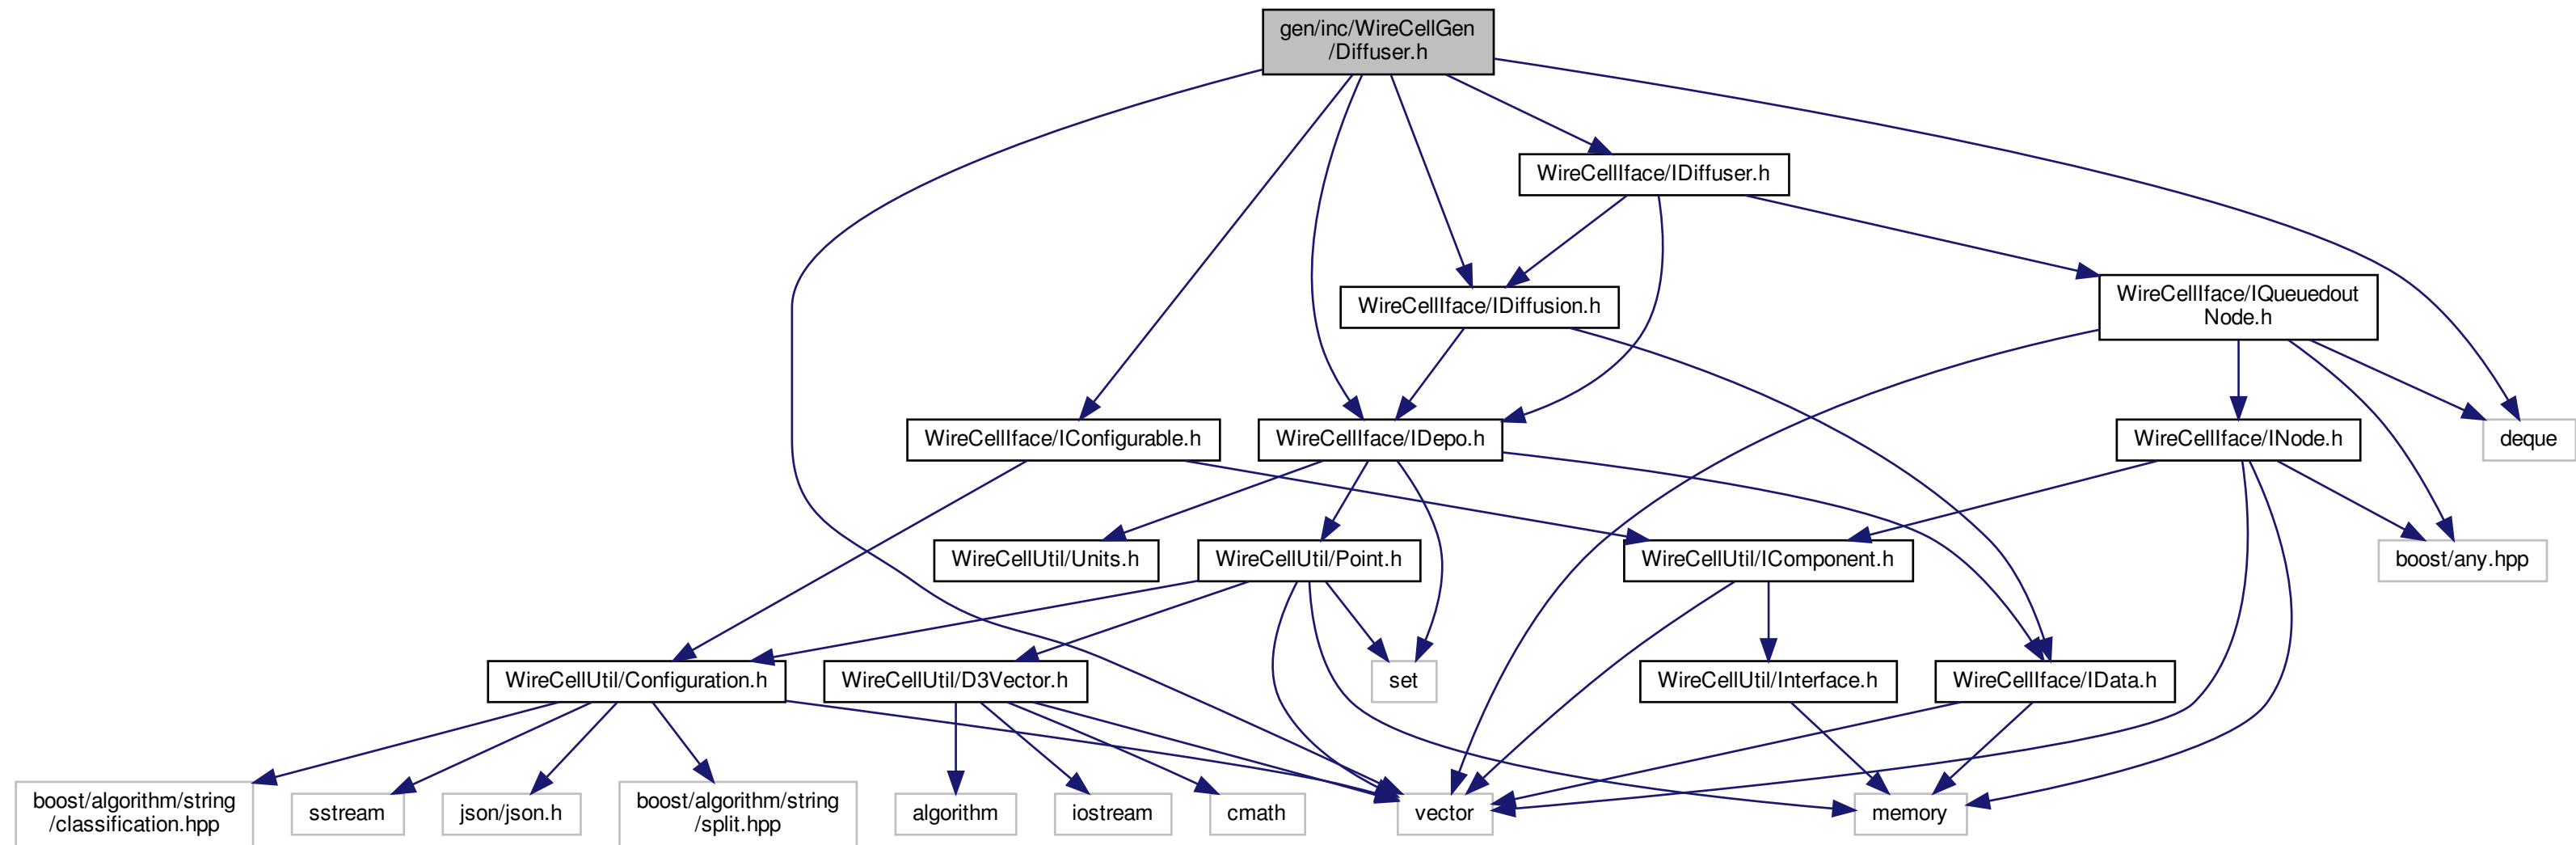 gen/inc/WireCellGen
/Diffuser.h
WireCellIface/IDiffuser.h
WireCellIface/IDiffusion.h
WireCellIface/IQueuedout
Node.h
WireCellIface/IConfigurable.h
WireCellIface/IDepo.h
WireCellIface/INode.h
deque
WireCellUtil/Units.h
WireCellUtil/Point.h
WireCellUtil/IComponent.h
boost/any.hpp
WireCellUtil/Configuration.h
WireCellUtil/D3Vector.h
set
WireCellUtil/Interface.h
WireCellIface/IData.h
boost/algorithm/string
/classification.hpp
sstream
json/json.h
boost/algorithm/string
/split.hpp
algorithm
iostream
cmath
vector
memory